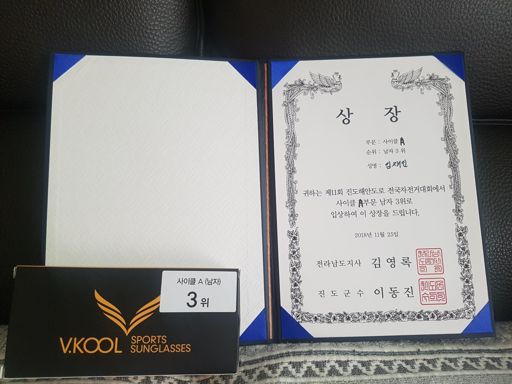 상 장
부문 : 사이클 A
순위 : 남자 3 위
성명 :
귀하는 제11회 진도해안도로 전국자전거대회에서
사이클 A부문 남자 3위로
입상하여 이 상장을 드립니다.
2018년 11월 25일
전라남도지사 김영록
진도군수 이동진
사이클 A (남자)
3 위
V.KOOL SPORTS
SUNGLASSES